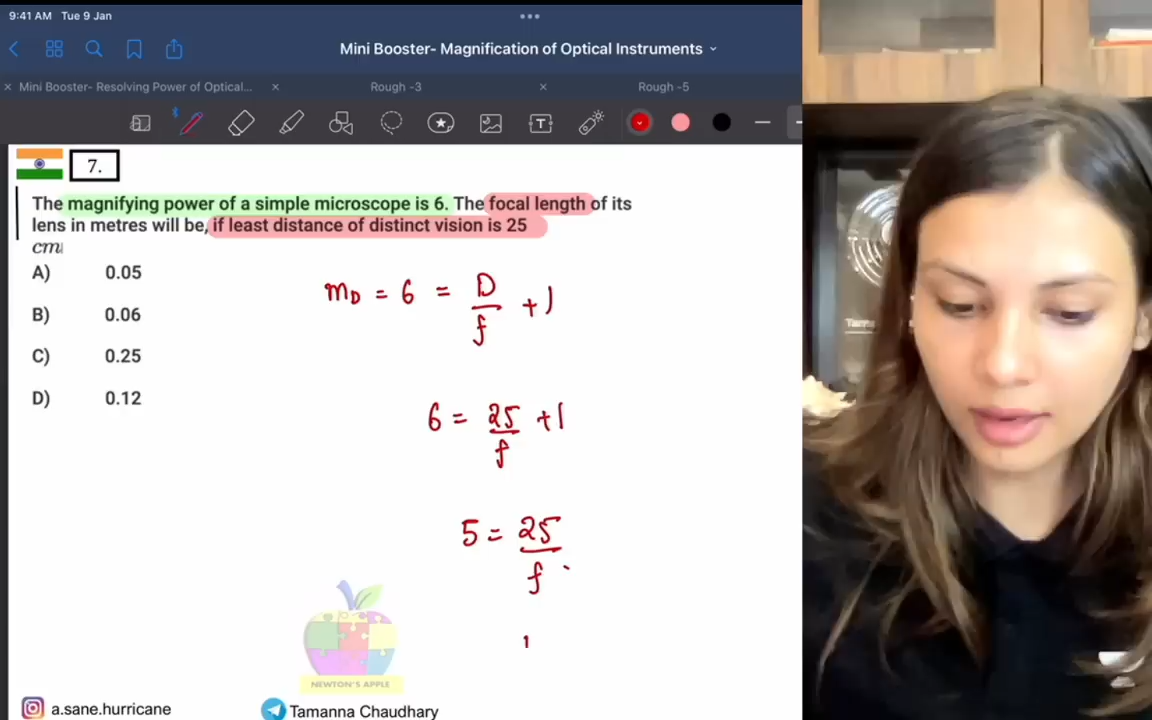 9:41 AM Tue 9 Jan
Mini Booster- Magnification of Optical Instruments
Mini Booster- Resolving Power of Optical...
Rough -3
Rough -5
7.
The magnifying power of a simple microscope is 6. The focal length of its
lens in metres will be, if least distance of distinct vision is 25
cm
A) 0.05
B) 0.06
C) 0.25
D) 0.12
m_D = 6 = D/f + 1
6 = 25/f + 1
5 = 25/f
NEWTON'S APPLE
a.sane.hurricane
Tamanna Chaudhary